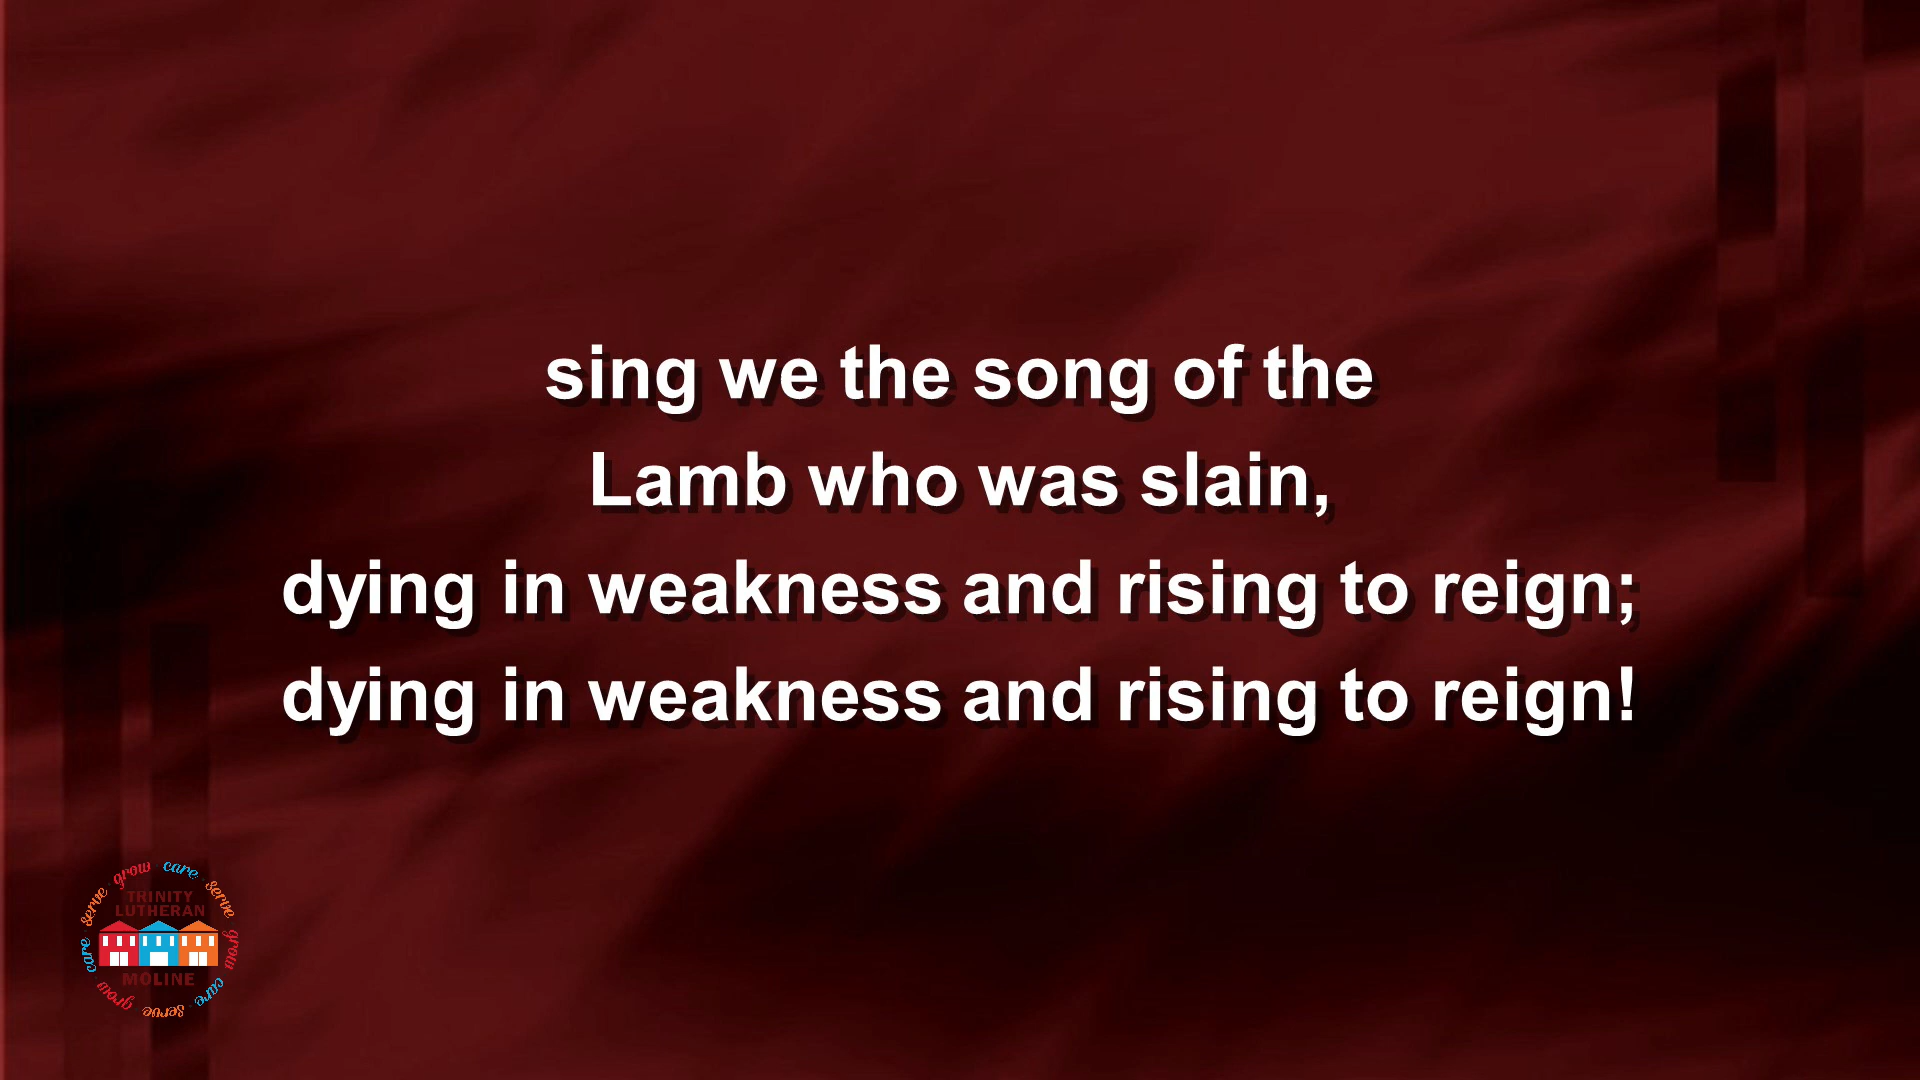 sing we the song of the
Lamb who was slain,
dying in weakness and rising to reign;
dying in weakness and rising to reign!
grow care serve grow care serve grow care serve
TRINITY
LUTHERAN
MOLINE